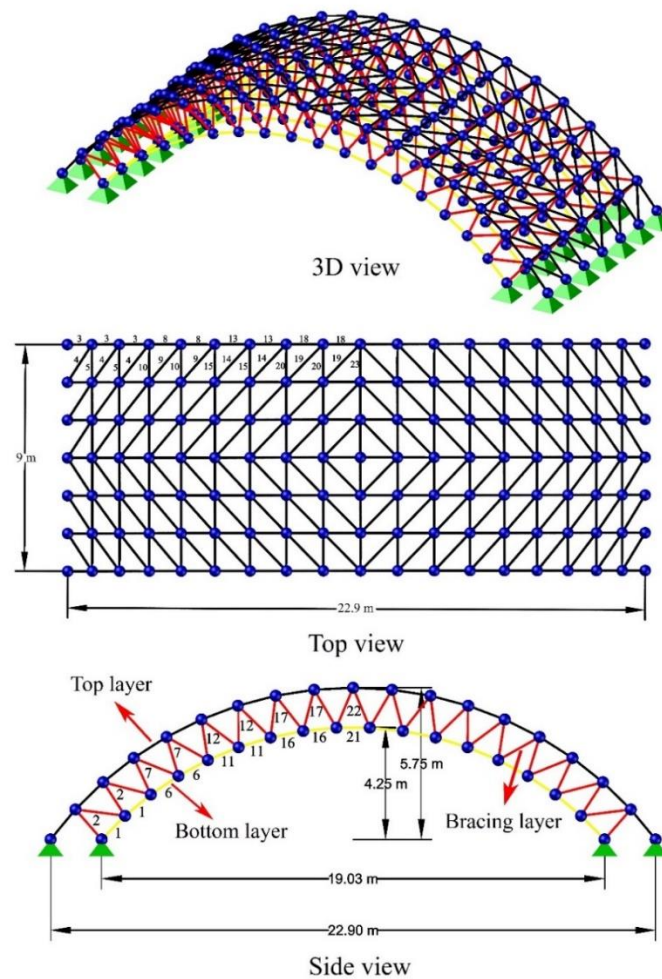 3D view
3 3 3 8 8 13 13 18 18
4 5 4 5 4 10 9 10 9 15 14 15 14 20 19 20 19 23
9 m
22.9 m
Top view
Top layer
22
17
17
12
12
7
7
2
2
21
16
16
11
11
6
6
1
1
5.75 m
4.25 m
Bottom layer
Bracing layer
19.03 m
22.90 m
Side view